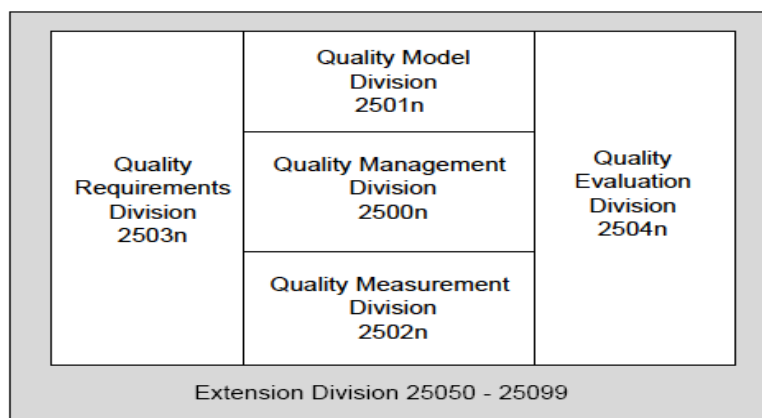 Quality
Requirements
Division
2503n
Quality Model
Division
2501n
Quality Management
Division
2500n
Quality Measurement
Division
2502n
Quality
Evaluation
Division
2504n
Extension Division 25050 - 25099